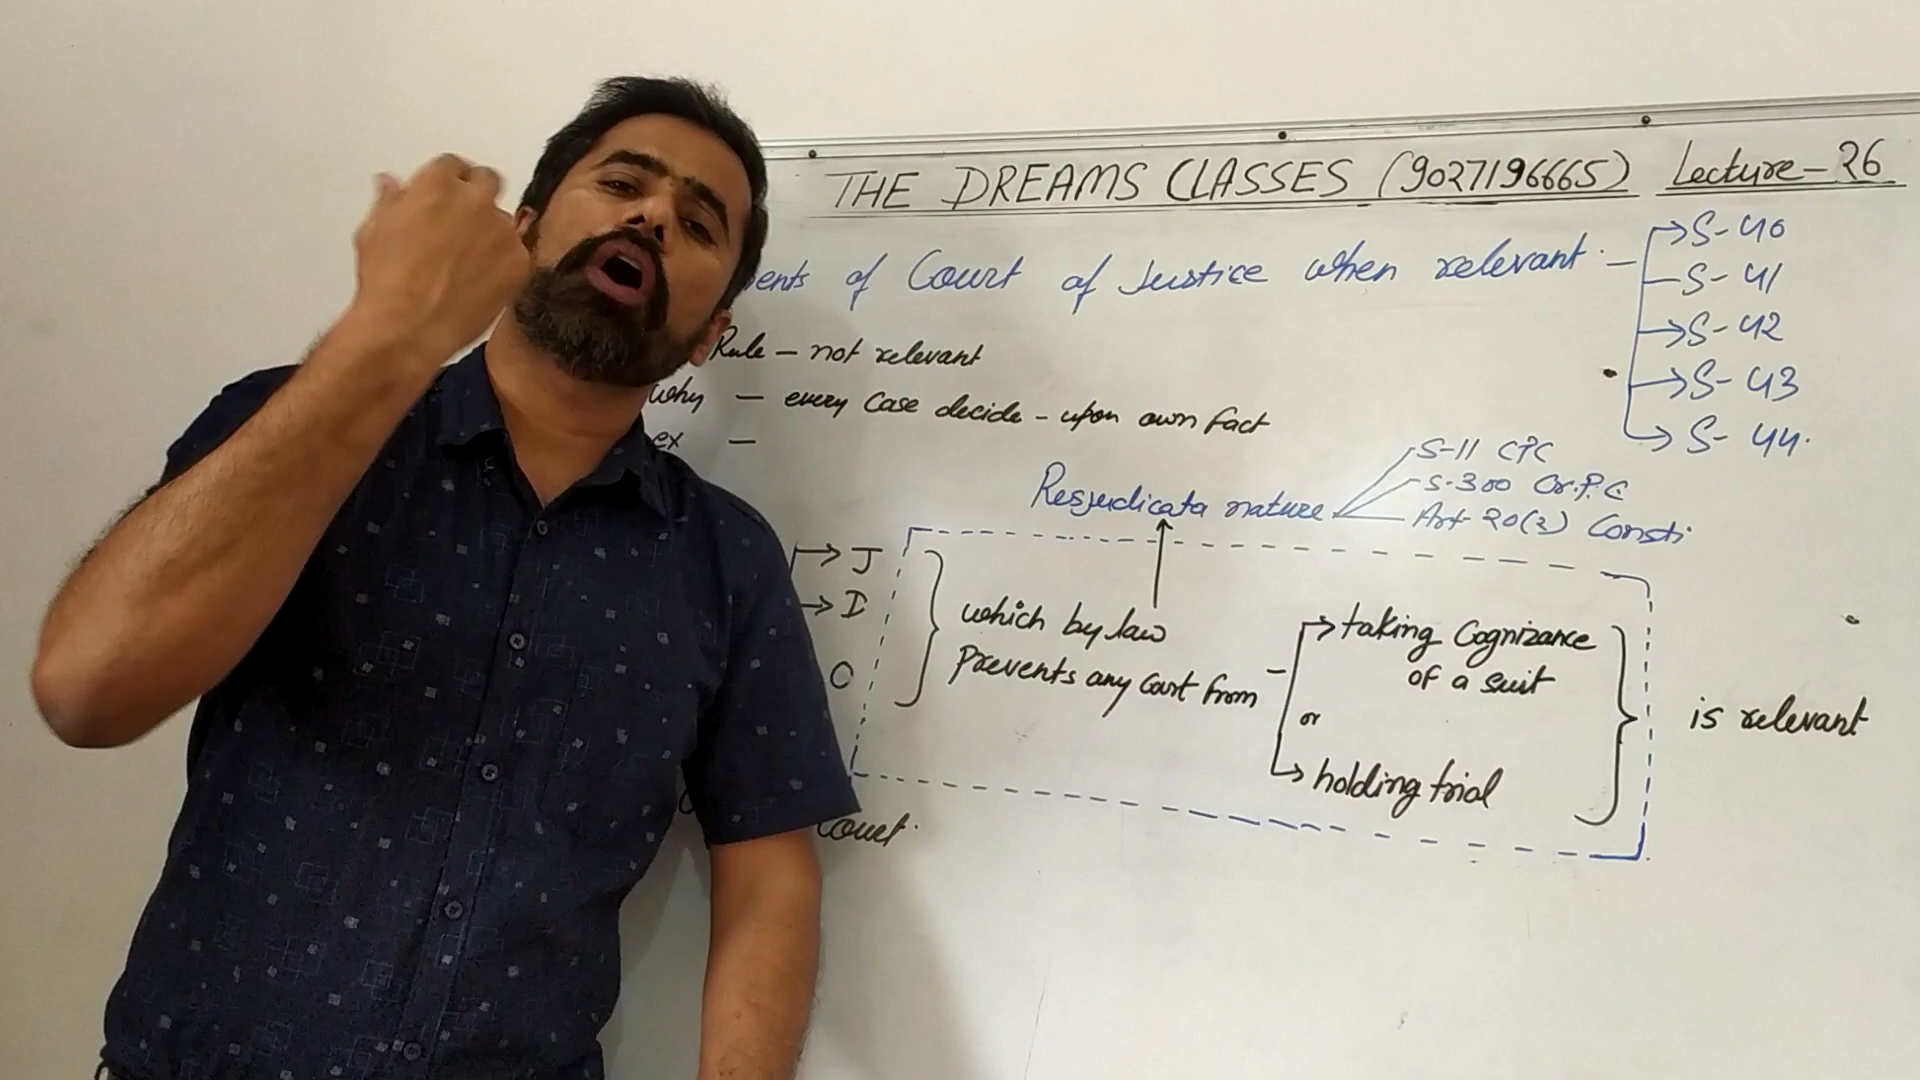 THE DREAMS CLASSES (9027196665) Lecture-26
ents of Court of Justice when relevant
S-40
S-41
S-42
S-43
S-44.
Rule - not relevant
why - every Case decide - upon own fact
ex -
Resjudicata nature
S-11 CPC
S-300 Cr.P.C.
Art 20(2) Consti
J
D
O
which by law
Prevents any Court from
taking Cognizance
of a suit
or
holding trial
is relevant
Court.